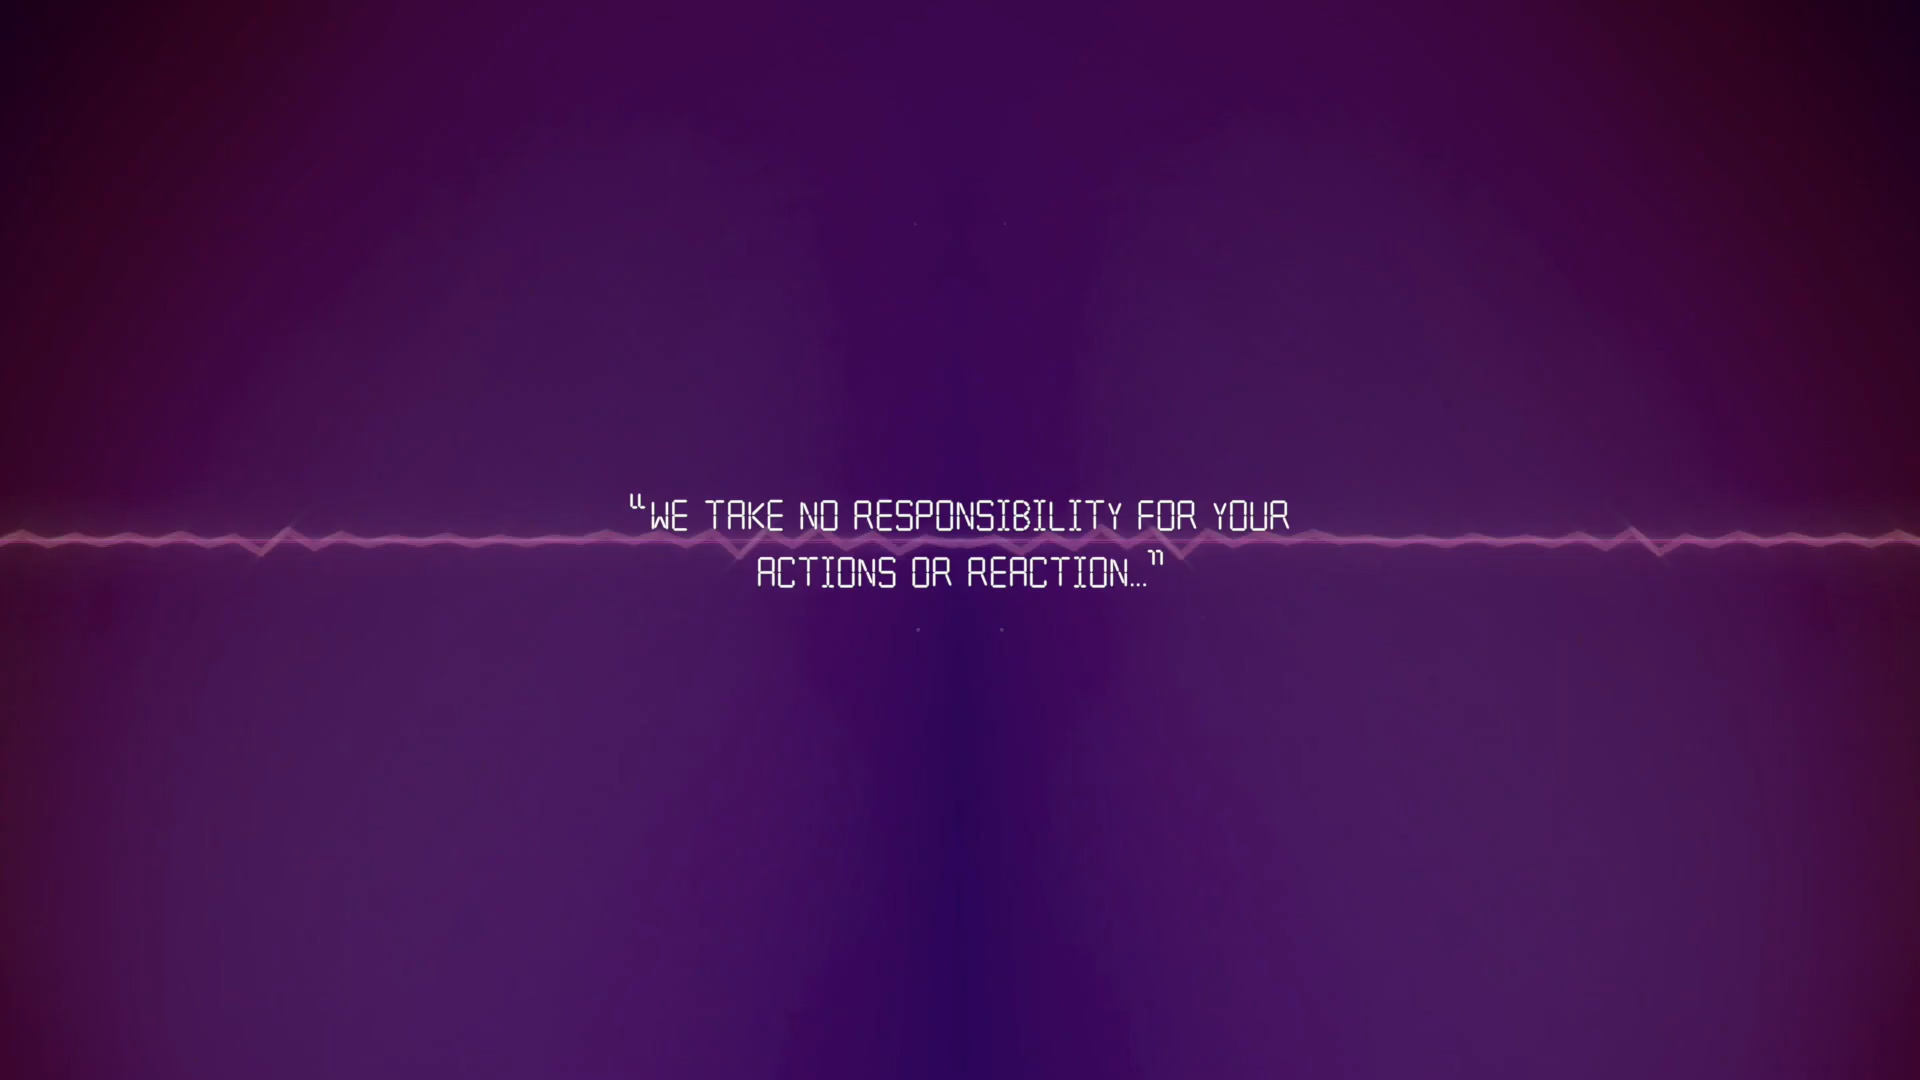 “WE TAKE NO RESPONSIBILITY FOR YOUR
ACTIONS OR REACTION...”